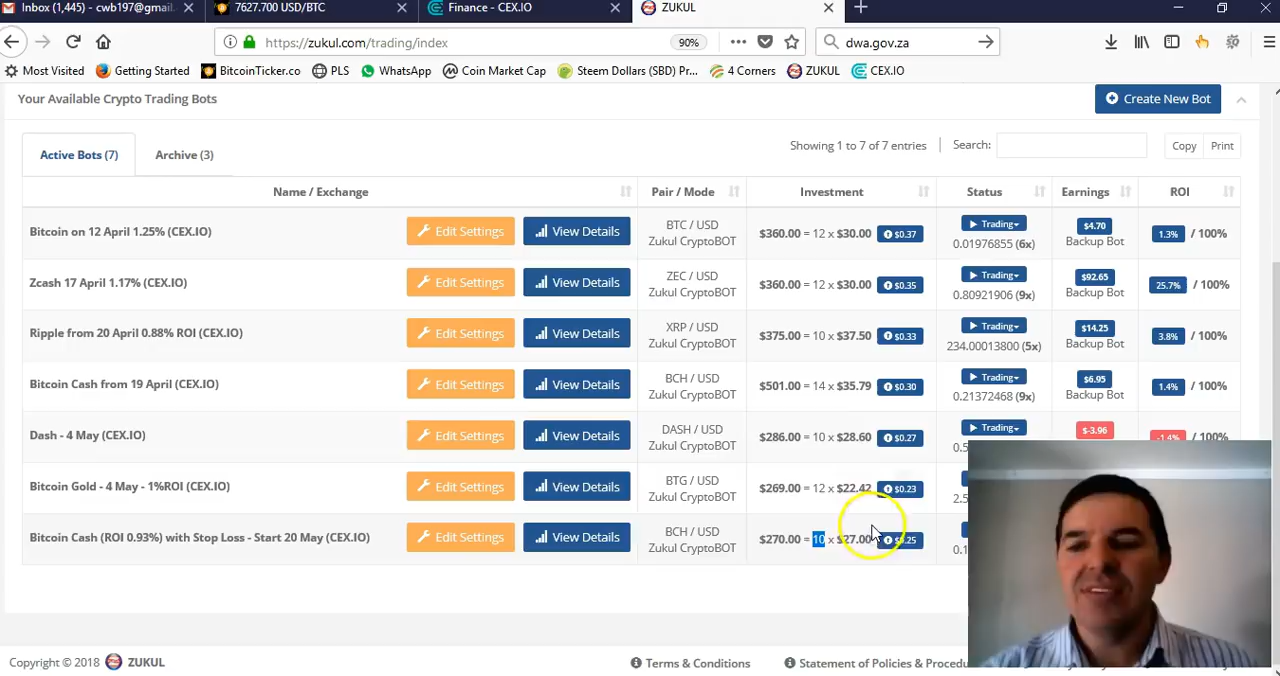 Inbox (1,445) - cwb197@gmail. 7627.700 USD/BTC Finance - CEX.IO ZUKUL
https://zukul.com/trading/index 90% dwa.gov.za
Most Visited Getting Started BitcoinTicker.co PLS WhatsApp Coin Market Cap Steem Dollars (SBD) Pr... 4 Corners ZUKUL CEX.IO
Your Available Crypto Trading Bots Create New Bot
Active Bots (7) Archive (3) Showing 1 to 7 of 7 entries Search: Copy Print
Name / Exchange Pair / Mode Investment Status Earnings ROI
Bitcoin on 12 April 1.25% (CEX.IO) Edit Settings View Details BTC / USD $360.00 = 12 x $30.00 $0.37 Trading $4.70 1.3% / 100%
Zukul CryptoBOT 0.01976855 (6x) Backup Bot
Zcash 17 April 1.17% (CEX.IO) Edit Settings View Details ZEC / USD $360.00 = 12 x $30.00 $0.35 Trading $92.65 25.7% / 100%
Zukul CryptoBOT 0.80921906 (9x) Backup Bot
Ripple from 20 April 0.88% ROI (CEX.IO) Edit Settings View Details XRP / USD $375.00 = 10 x $37.50 $0.33 Trading $14.25 3.8% / 100%
Zukul CryptoBOT 234.00013800 (5x) Backup Bot
Bitcoin Cash from 19 April (CEX.IO) Edit Settings View Details BCH / USD $501.00 = 14 x $35.79 $0.30 Trading $6.95 1.4% / 100%
Zukul CryptoBOT 0.21372468 (9x) Backup Bot
Dash - 4 May (CEX.IO) Edit Settings View Details DASH / USD $286.00 = 10 x $28.60 $0.27 Trading $-3.96 -1.4% / 100%
Zukul CryptoBOT 0.5
Bitcoin Gold - 4 May - 1%ROI (CEX.IO) Edit Settings View Details BTG / USD $269.00 = 12 x $22.42 $0.23
Zukul CryptoBOT 2.5
Bitcoin Cash (ROI 0.93%) with Stop Loss - Start 20 May (CEX.IO) Edit Settings View Details BCH / USD $270.00 = 10 x $27.00 $0.25
Zukul CryptoBOT 0.1
Copyright © 2018 ZUKUL Terms & Conditions Statement of Policies & Procedu